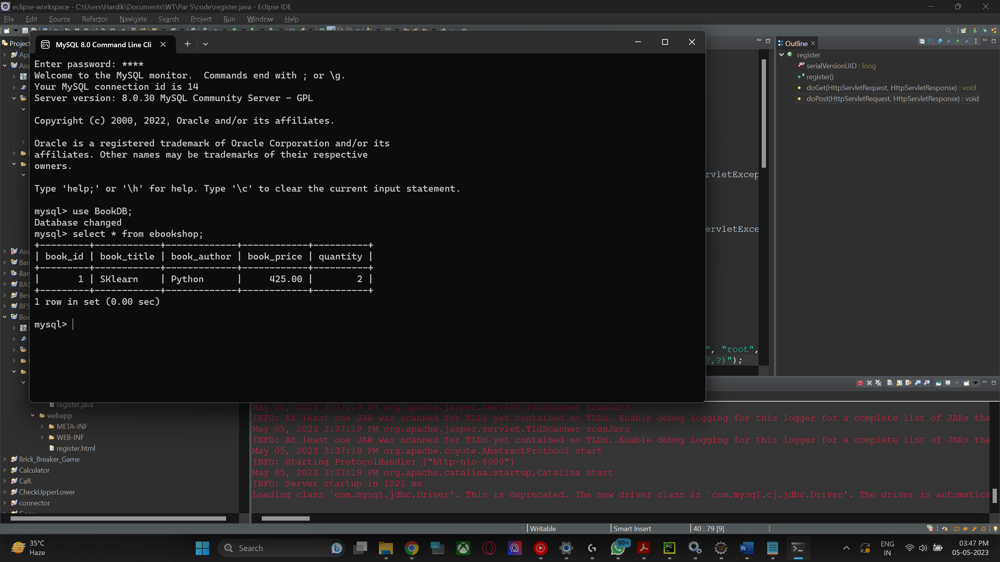 eclipse-workspace - C:\Users\Hardik\Documents\WT\Par 5\code\register.java - Eclipse IDE
File Edit Source Refactor Navigate Search Project Run Window Help
Project
MySQL 8.0 Command Line Cli
Outline
App
Ass
register
serialVersionUID : long
register()
doGet(HttpServletRequest, HttpServletResponse) : void
doPost(HttpServletRequest, HttpServletResponse) : void
Enter password: ****
Welcome to the MySQL monitor.  Commands end with ; or \g.
Your MySQL connection id is 14
Server version: 8.0.30 MySQL Community Server - GPL
Copyright (c) 2000, 2022, Oracle and/or its affiliates.
Oracle is a registered trademark of Oracle Corporation and/or its
affiliates. Other names may be trademarks of their respective
owners.
Type 'help;' or '\h' for help. Type '\c' to clear the current input statement.
mysql> use BookDB;
Database changed
mysql> select * from ebookshop;
+---------+------------+-------------+------------+----------+
| book_id | book_title | book_author | book_price | quantity |
+---------+------------+-------------+------------+----------+
|       1 | SKlearn    | Python      |     425.00 |        2 |
+---------+------------+-------------+------------+----------+
1 row in set (0.00 sec)
mysql>
rvletExcep
ervletExce
", "root",
?,?)");
Ass
Ban
Ban
BAS
Bes
BFS
Boo
register.java
webapp
META-INF
WEB-INF
register.html
Brick_Breaker_Game
Calculator
CaR
CheckUpperLower
connector
May 05, 2023 3:37:19 PM org.apache.jasper.servlet.TldScanner scanJars
INFO: At least one JAR was scanned for TLDs yet contained no TLDs. Enable debug logging for this logger for a complete list of JARs tha
May 05, 2023 3:37:19 PM org.apache.jasper.servlet.TldScanner scanJars
INFO: At least one JAR was scanned for TLDs yet contained no TLDs. Enable debug logging for this logger for a complete list of JARs tha
May 05, 2023 3:37:19 PM org.apache.coyote.AbstractProtocol start
INFO: Starting ProtocolHandler ["http-nio-8080"]
May 05, 2023 3:37:19 PM org.apache.catalina.startup.Catalina start
INFO: Server startup in 1021 ms
Loading class `com.mysql.jdbc.Driver'. This is deprecated. The new driver class is `com.mysql.cj.jdbc.Driver'. The driver is automatica
Writable Smart Insert 40 : 79 [9]
35°C
Haze
Search
99+
PC
ENG
IN
03:47 PM
05-05-2023